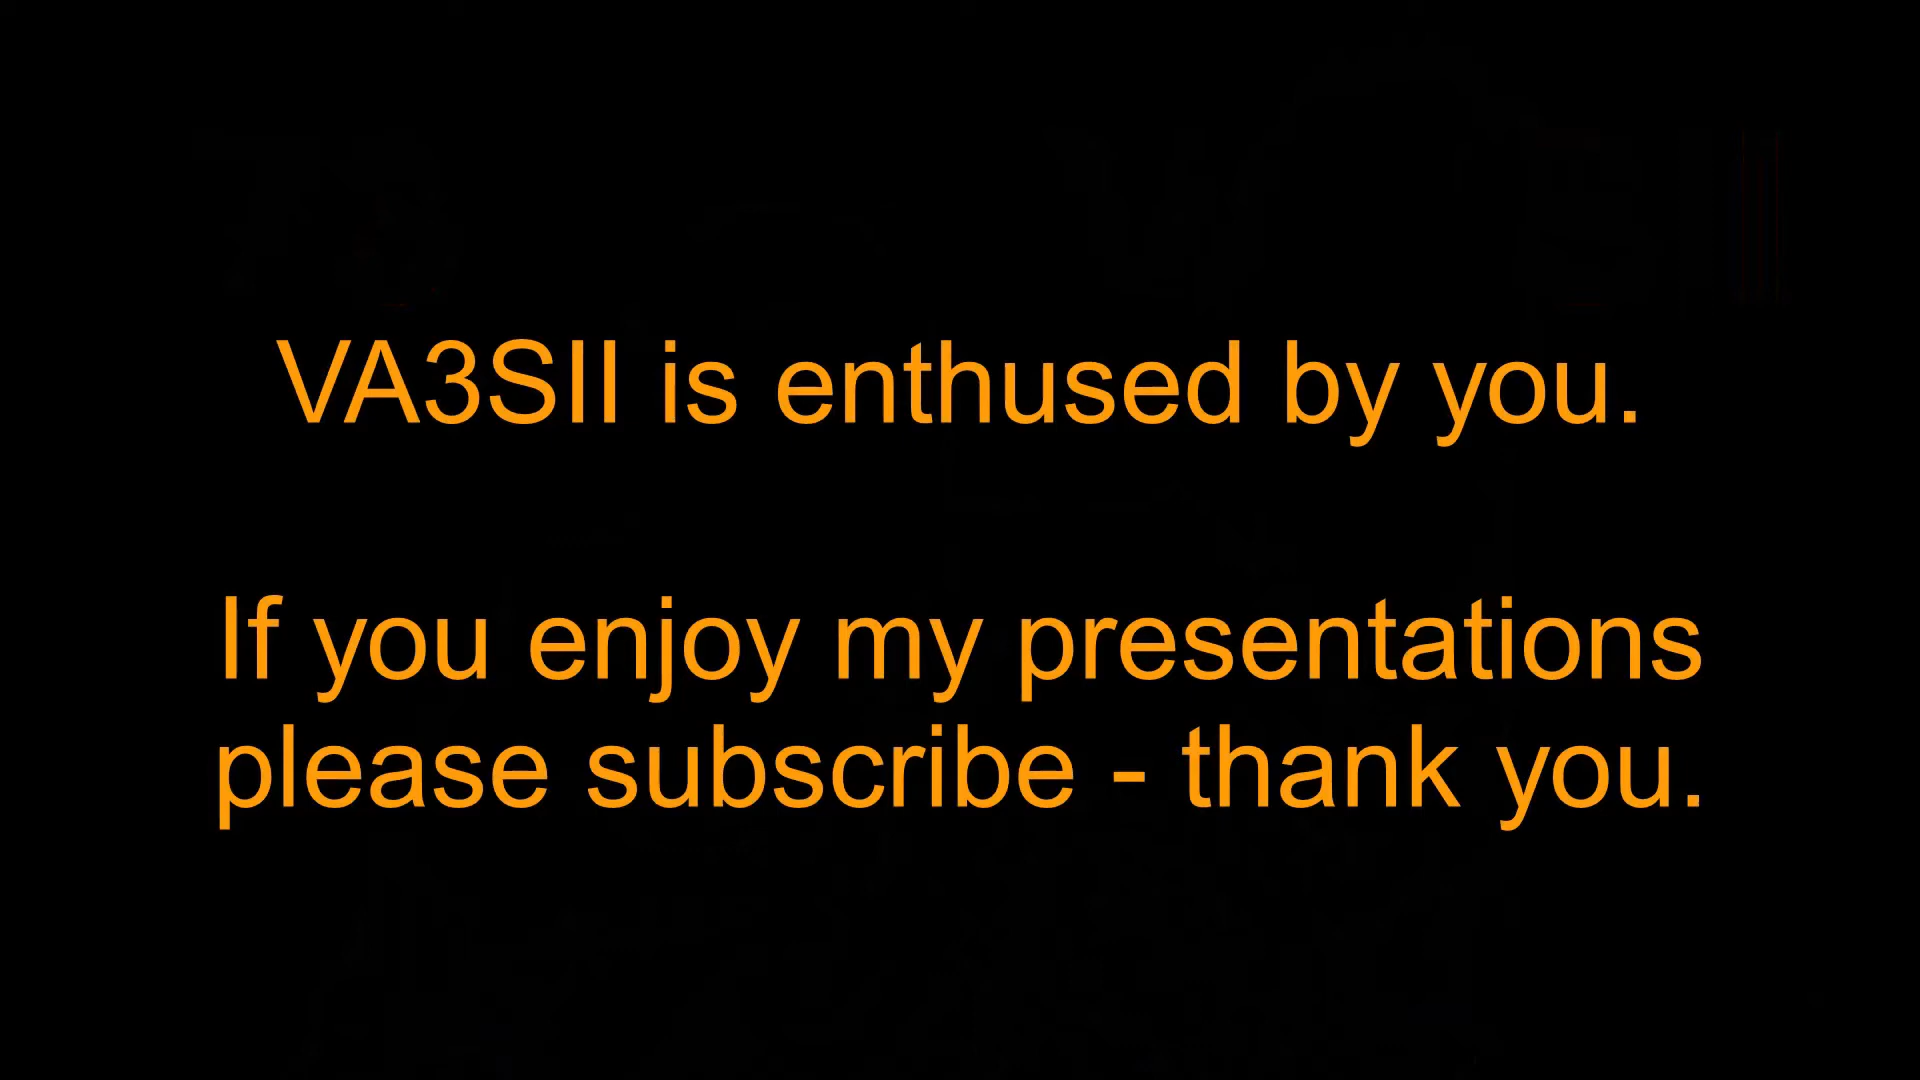 VA3SII is enthused by you.
If you enjoy my presentations
please subscribe - thank you.